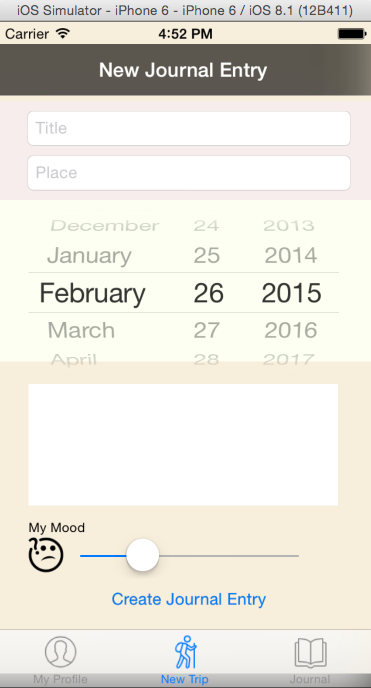 iOS Simulator - iPhone 6 - iPhone 6 / iOS 8.1 (12B411)
Carrier 4:52 PM
New Journal Entry
Title
Place
December 24 2013
January 25 2014
February 26 2015
March 27 2016
April 28 2017
My Mood
Create Journal Entry
My Profile New Trip Journal